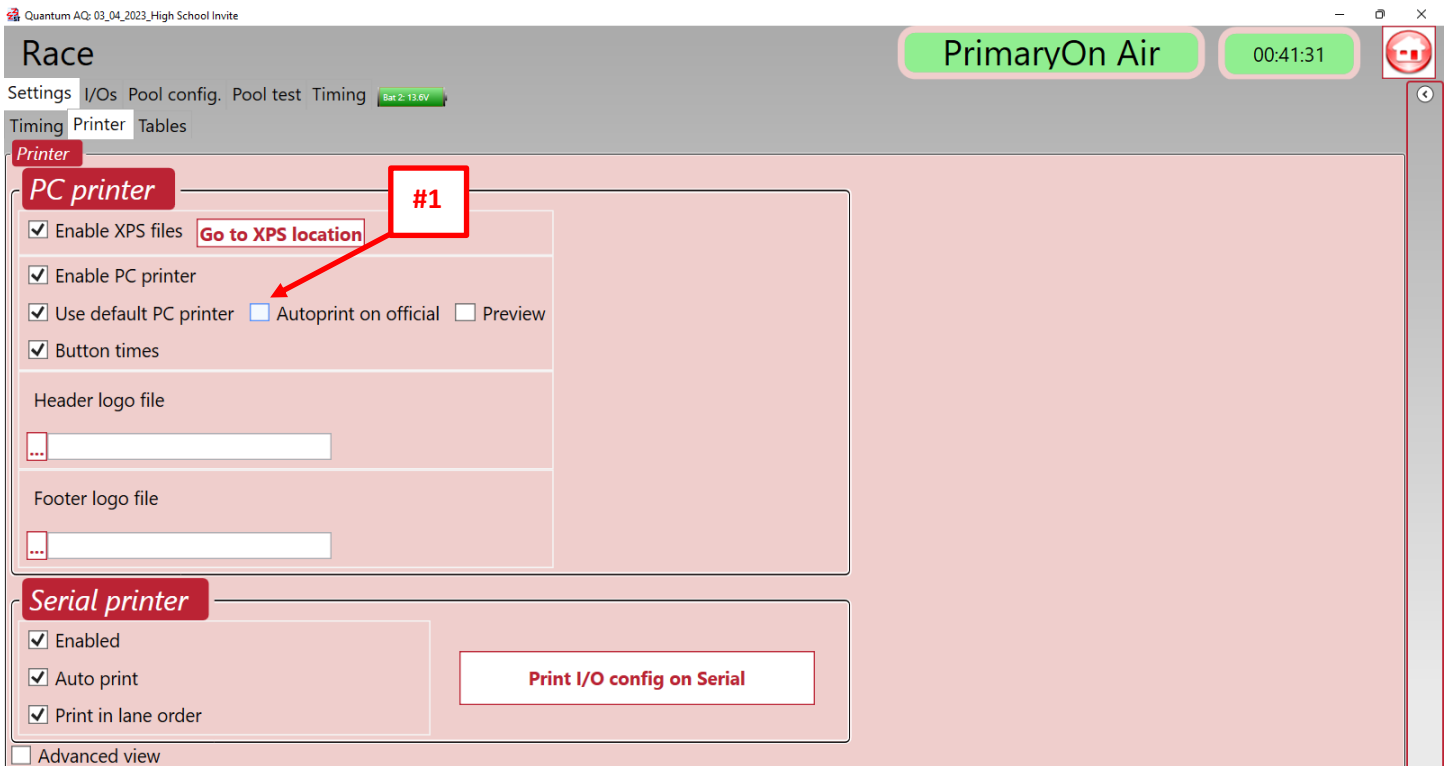 Quantum AQ: 03_04_2023_High School Invite
Race
PrimaryOn Air
00:41:31
Settings I/Os Pool config. Pool test Timing Bat 2: 13.6V
Timing Printer Tables
Printer
PC printer
#1
Enable XPS files Go to XPS location
Enable PC printer
Use default PC printer Autoprint on official Preview
Button times
Header logo file
...
Footer logo file
...
Serial printer
Enabled
Auto print
Print I/O config on Serial
Print in lane order
Advanced view